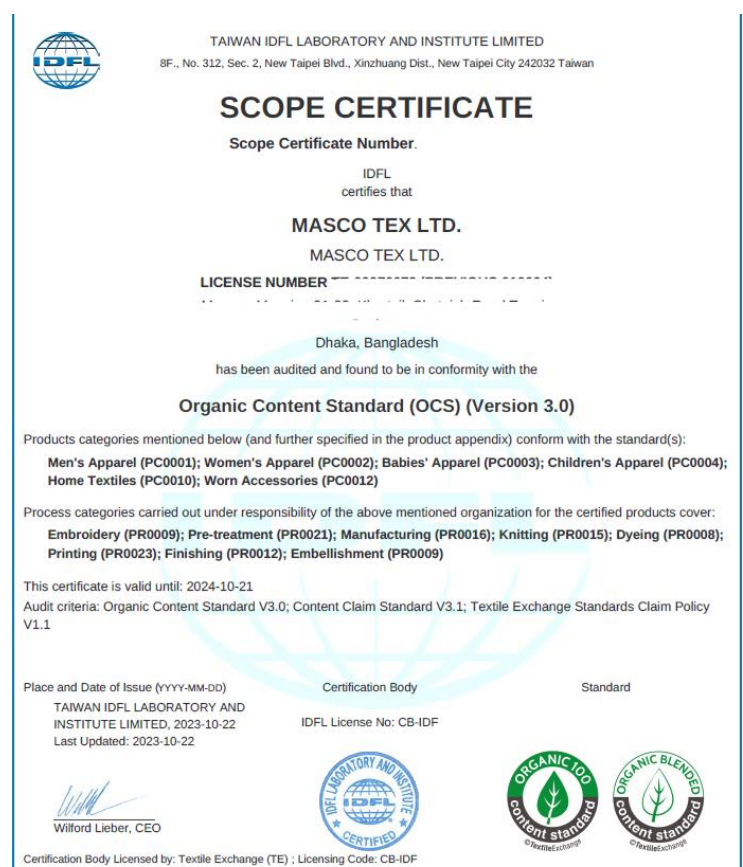 IDFL
TAIWAN IDFL LABORATORY AND INSTITUTE LIMITED
8F., No. 312, Sec. 2, New Taipei Blvd., Xinzhuang Dist., New Taipei City 242032 Taiwan
SCOPE CERTIFICATE
Scope Certificate Number.
IDFL
certifies that
MASCO TEX LTD.
MASCO TEX LTD.
LICENSE NUMBER
Dhaka, Bangladesh
has been audited and found to be in conformity with the
Organic Content Standard (OCS) (Version 3.0)
Products categories mentioned below (and further specified in the product appendix) conform with the standard(s):
Men's Apparel (PC0001); Women's Apparel (PC0002); Babies' Apparel (PC0003); Children's Apparel (PC0004);
Home Textiles (PC0010); Worn Accessories (PC0012)
Process categories carried out under responsibility of the above mentioned organization for the certified products cover:
Embroidery (PR0009); Pre-treatment (PR0021); Manufacturing (PR0016); Knitting (PR0015); Dyeing (PR0008);
Printing (PR0023); Finishing (PR0012); Embellishment (PR0009)
This certificate is valid until: 2024-10-21
Audit criteria: Organic Content Standard V3.0; Content Claim Standard V3.1; Textile Exchange Standards Claim Policy
V1.1
Place and Date of Issue (YYYY-MM-DD)
TAIWAN IDFL LABORATORY AND
INSTITUTE LIMITED, 2023-10-22
Last Updated: 2023-10-22
Certification Body
IDFL License No: CB-IDF
Standard
Wilford Lieber, CEO
IDFL LABORATORY AND INSTITUTE
IDFL
CERTIFIED
ORGANIC 100
content standard
©TextileExchange
ORGANIC BLENDED
content standard
©TextileExchange
Certification Body Licensed by: Textile Exchange (TE) ; Licensing Code: CB-IDF